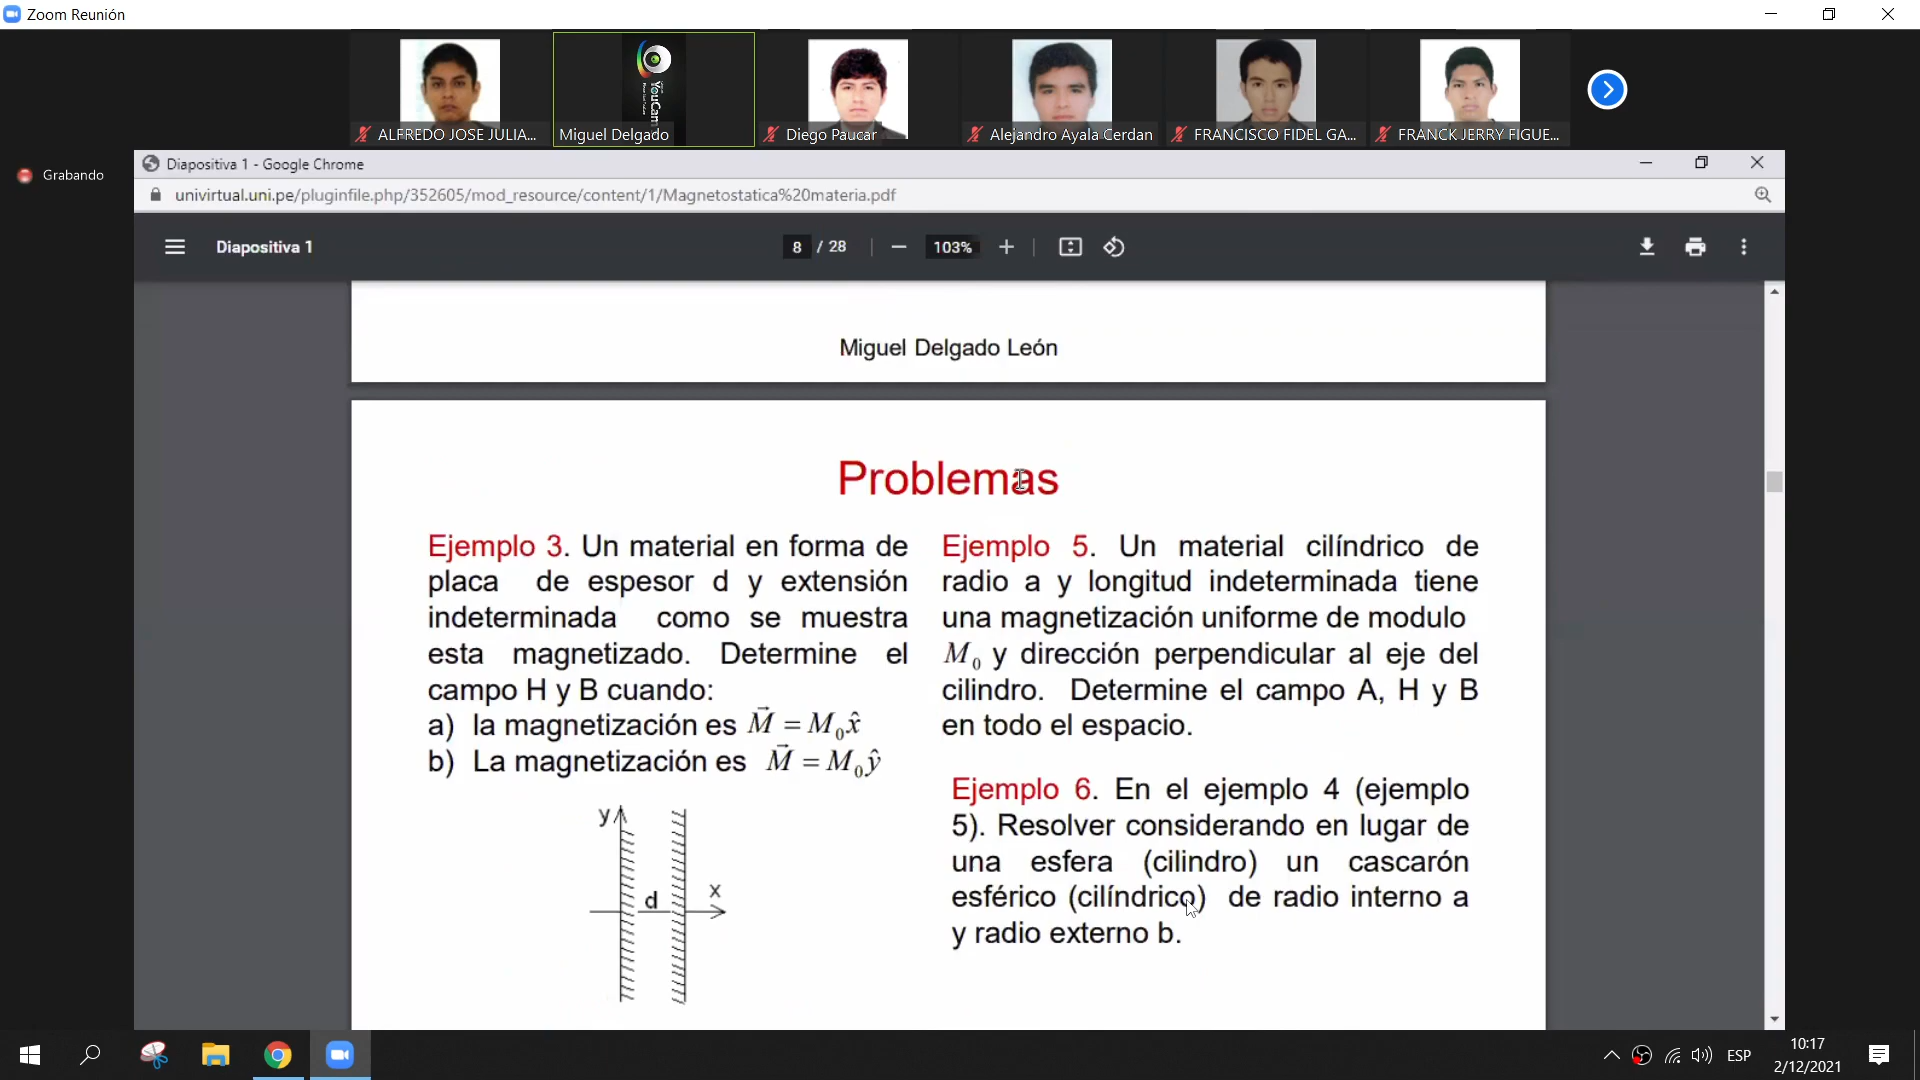 Zoom Reunión
ALFREDO JOSE JULIA...
YouCam
Miguel Delgado
Diego Paucar
Alejandro Ayala Cerdan
FRANCISCO FIDEL GA...
FRANCK JERRY FIGUE...
Grabando
Diapositiva 1 - Google Chrome
univirtual.uni.pe/pluginfile.php/352605/mod_resource/content/1/Magnetostatica%20materia.pdf
Diapositiva 1
8 / 28
103%
Miguel Delgado León
Problemas
Ejemplo 3. Un material en forma de
placa de espesor d y extensión
indeterminada como se muestra
esta magnetizado. Determine el
campo H y B cuando:
a) la magnetización es M⃗ = M₀x̂
b) La magnetización es M⃗ = M₀ŷ
y
d
x
Ejemplo 5. Un material cilíndrico de
radio a y longitud indeterminada tiene
una magnetización uniforme de modulo
M₀ y dirección perpendicular al eje del
cilindro. Determine el campo A, H y B
en todo el espacio.
Ejemplo 6. En el ejemplo 4 (ejemplo
5). Resolver considerando en lugar de
una esfera (cilindro) un cascarón
esférico (cilíndrico) de radio interno a
y radio externo b.
ESP
10:17
2/12/2021